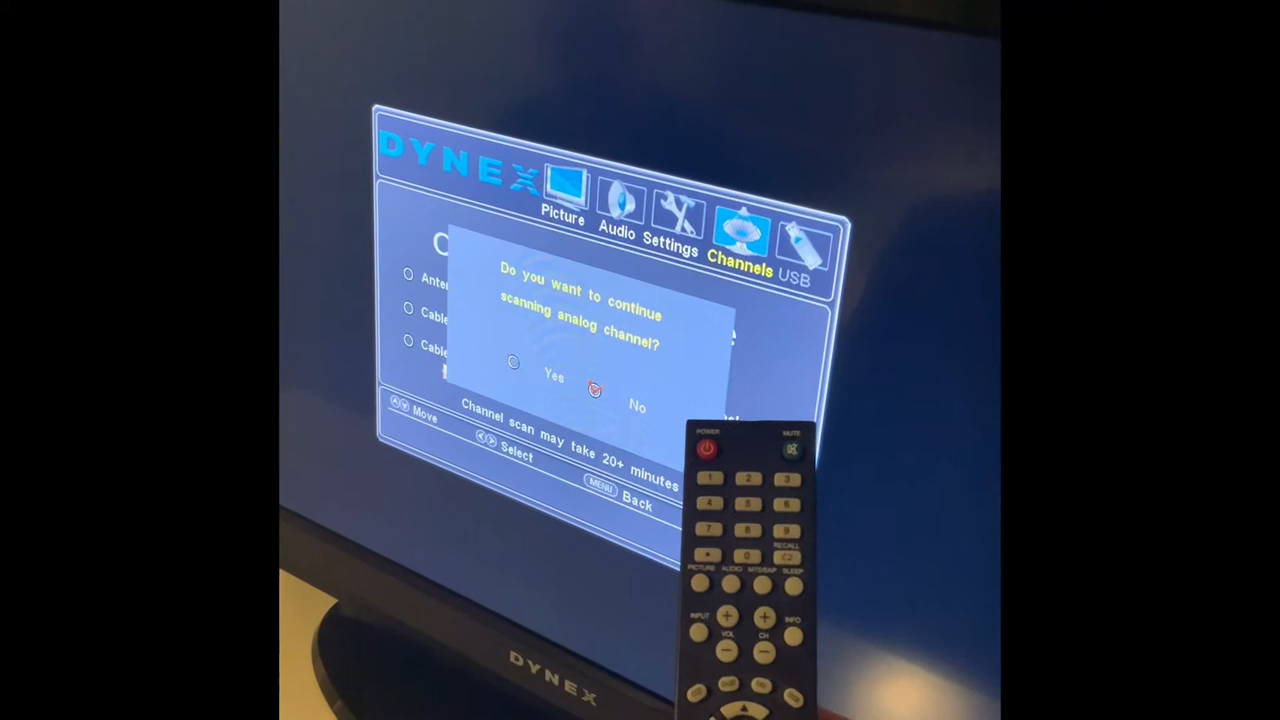 DYNEX
Picture
Audio
Settings
Channels
USB
Do you want to continue
scanning analog channel?
Yes
No
Channel scan may take 20+ minutes
Move
Select
MENU
Back
DYNEX
POWER
MUTE
1 2 3
4 5 6
7 8 9
RECALL
0
PICTURE AUDIO MTS/SAP SLEEP
INPUT
VOL
CH
INFO